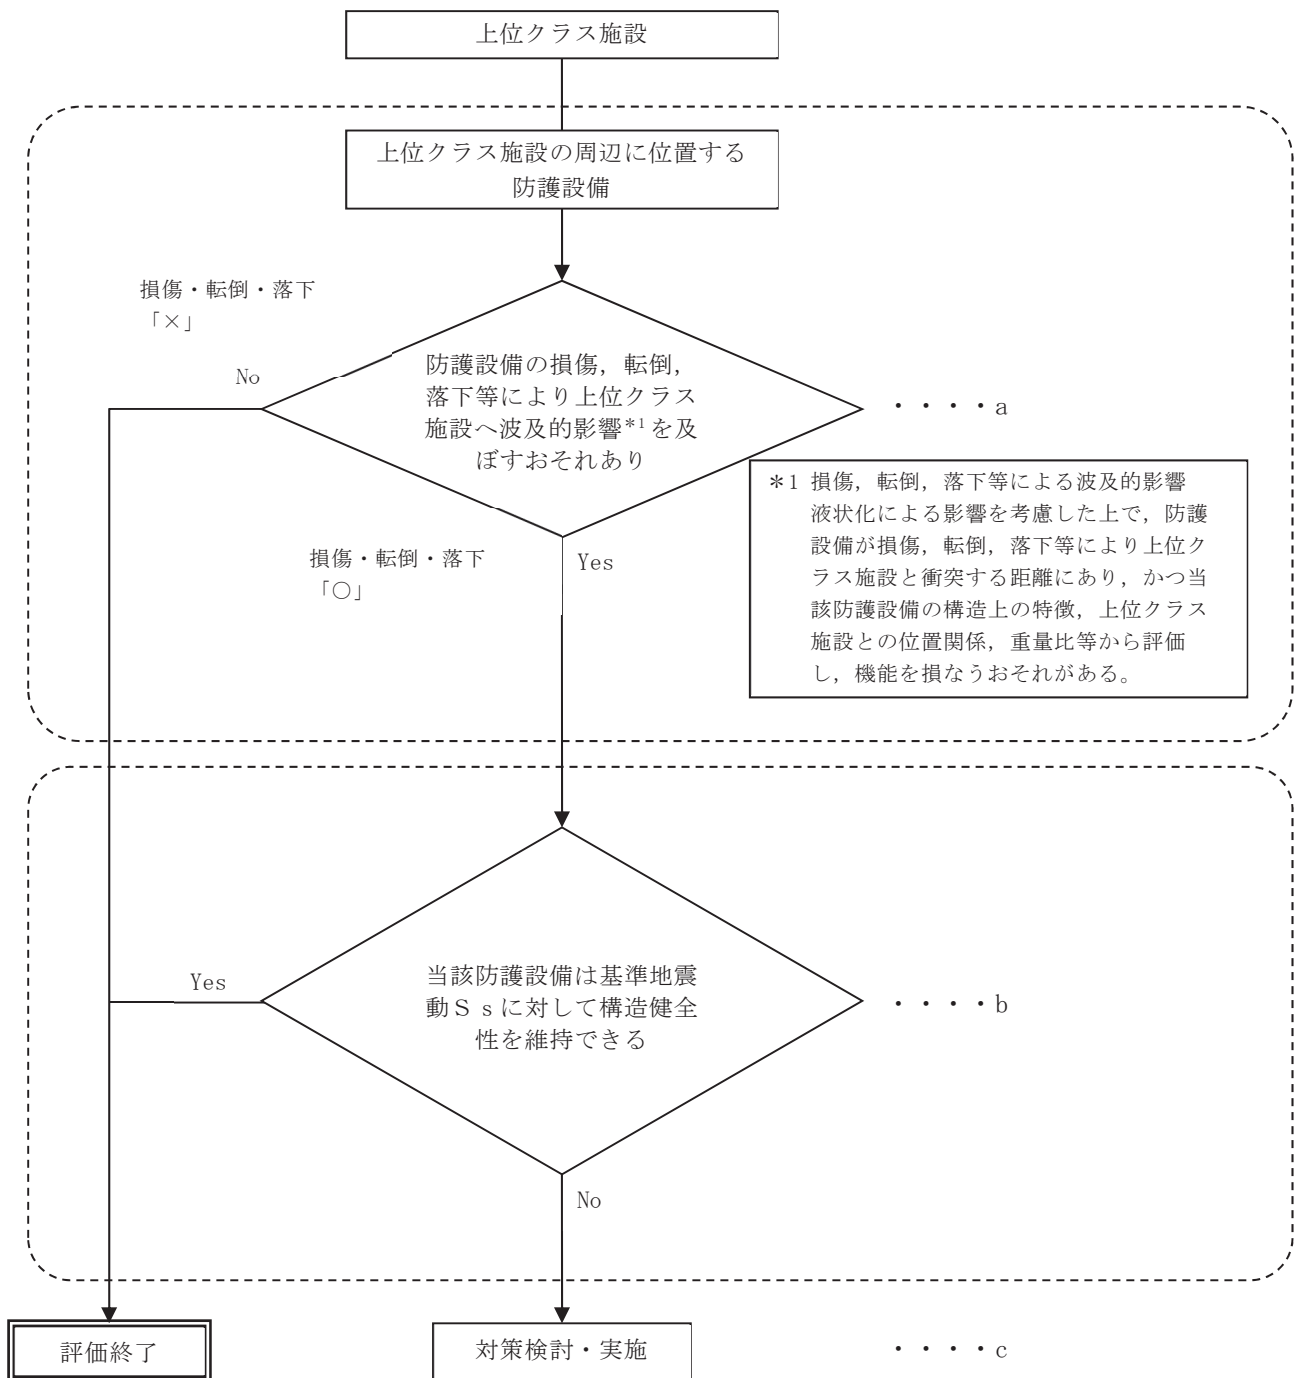 上位クラス施設
上位クラス施設の周辺に位置する
防護設備
損傷・転倒・落下
「×」
No
防護設備の損傷，転倒，
落下等により上位クラス
施設へ波及的影響*1を及
ぼすおそれあり
・・・・a
＊1 損傷，転倒，落下等による波及的影響
液状化による影響を考慮した上で，防護
設備が損傷，転倒，落下等により上位ク
ラス施設と衝突する距離にあり，かつ当
該防護設備の構造上の特徴，上位クラス
施設との位置関係，重量比等から評価
し，機能を損なうおそれがある。
損傷・転倒・落下
「○」
Yes
Yes
当該防護設備は基準地震
動Ｓｓに対して構造健全
性を維持できる
・・・・b
No
評価終了
対策検討・実施
・・・・c